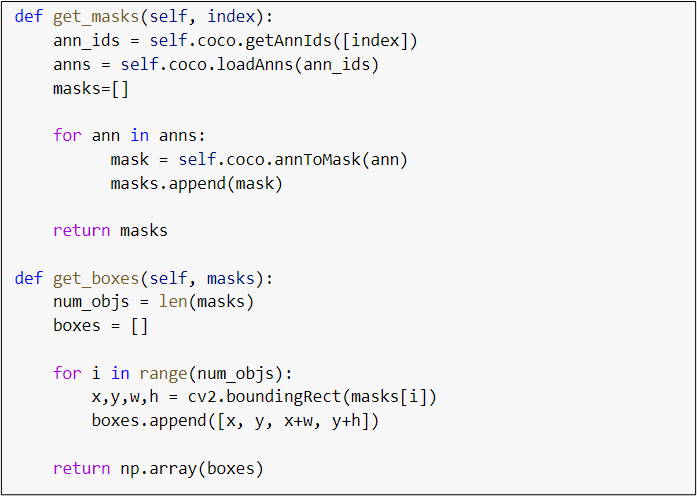 def get_masks(self, index):
    ann_ids = self.coco.getAnnIds([index])
    anns = self.coco.loadAnns(ann_ids)
    masks=[]

    for ann in anns:
          mask = self.coco.annToMask(ann)
          masks.append(mask)

    return masks

def get_boxes(self, masks):
    num_objs = len(masks)
    boxes = []

    for i in range(num_objs):
        x,y,w,h = cv2.boundingRect(masks[i])
        boxes.append([x, y, x+w, y+h])

    return np.array(boxes)